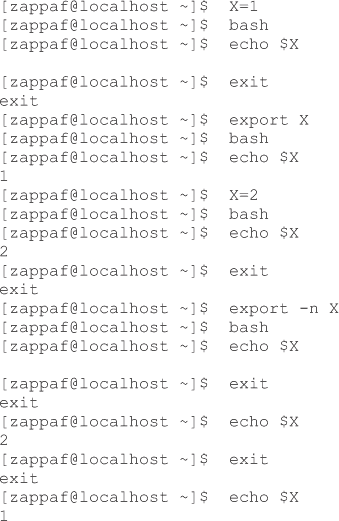 [zappaf@localhost ~]$  X=1
[zappaf@localhost ~]$  bash
[zappaf@localhost ~]$  echo $X

[zappaf@localhost ~]$  exit
exit
[zappaf@localhost ~]$  export X
[zappaf@localhost ~]$  bash
[zappaf@localhost ~]$  echo $X
1
[zappaf@localhost ~]$  X=2
[zappaf@localhost ~]$  bash
[zappaf@localhost ~]$  echo $X
2
[zappaf@localhost ~]$  exit
exit
[zappaf@localhost ~]$  export -n X
[zappaf@localhost ~]$  bash
[zappaf@localhost ~]$  echo $X

[zappaf@localhost ~]$  exit
exit
[zappaf@localhost ~]$  echo $X
2
[zappaf@localhost ~]$  exit
exit
[zappaf@localhost ~]$  echo $X
1